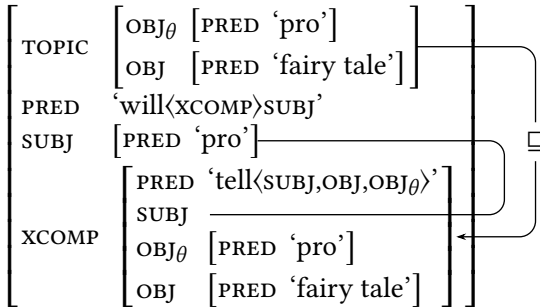 TOPIC [OBJθ [PRED ‘pro’]
OBJ [PRED ‘fairy tale’]]
PRED ‘will⟨XCOMP⟩SUBJ’
SUBJ [PRED ‘pro’]
⊑
PRED ‘tell⟨SUBJ,OBJ,OBJθ⟩’
SUBJ
XCOMP OBJθ [PRED ‘pro’]
OBJ [PRED ‘fairy tale’]